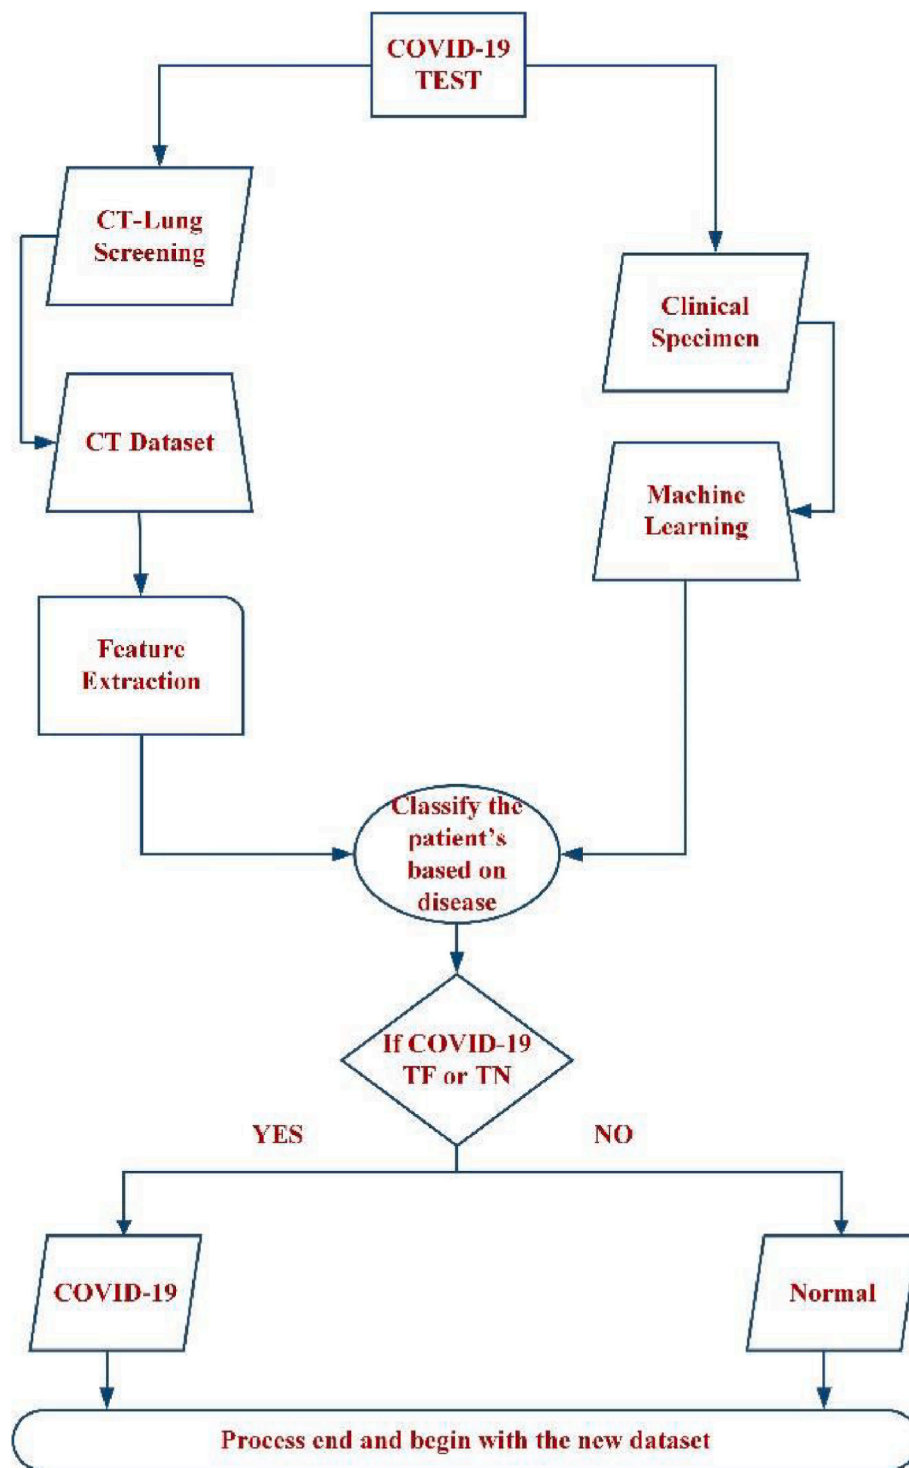 COVID-19
TEST
CT-Lung
Screening
Clinical
Specimen
CT Dataset
Machine
Learning
Feature
Extraction
Classify the
patient's
based on
disease
If COVID-19
TF or TN
YES
NO
COVID-19
Normal
Process end and begin with the new dataset